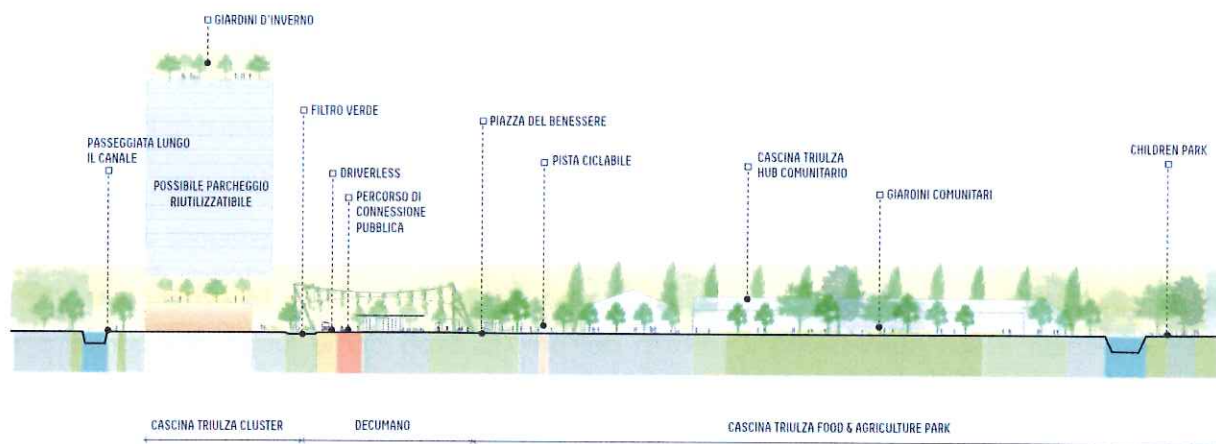 GIARDINI D'INVERNO
FILTRO VERDE
PIAZZA DEL BENESSERE
PASSEGGIATA LUNGO
IL CANALE
PISTA CICLABILE
CASCINA TRIULZA
HUB COMUNITARIO
CHILDREN PARK
DRIVERLESS
POSSIBILE PARCHEGGIO
RIUTILIZZATIBILE
PERCORSO DI
CONNESSIONE
PUBBLICA
GIARDINI COMUNITARI
CASCINA TRIULZA CLUSTER
DECUMANO
CASCINA TRIULZA FOOD & AGRICULTURE PARK